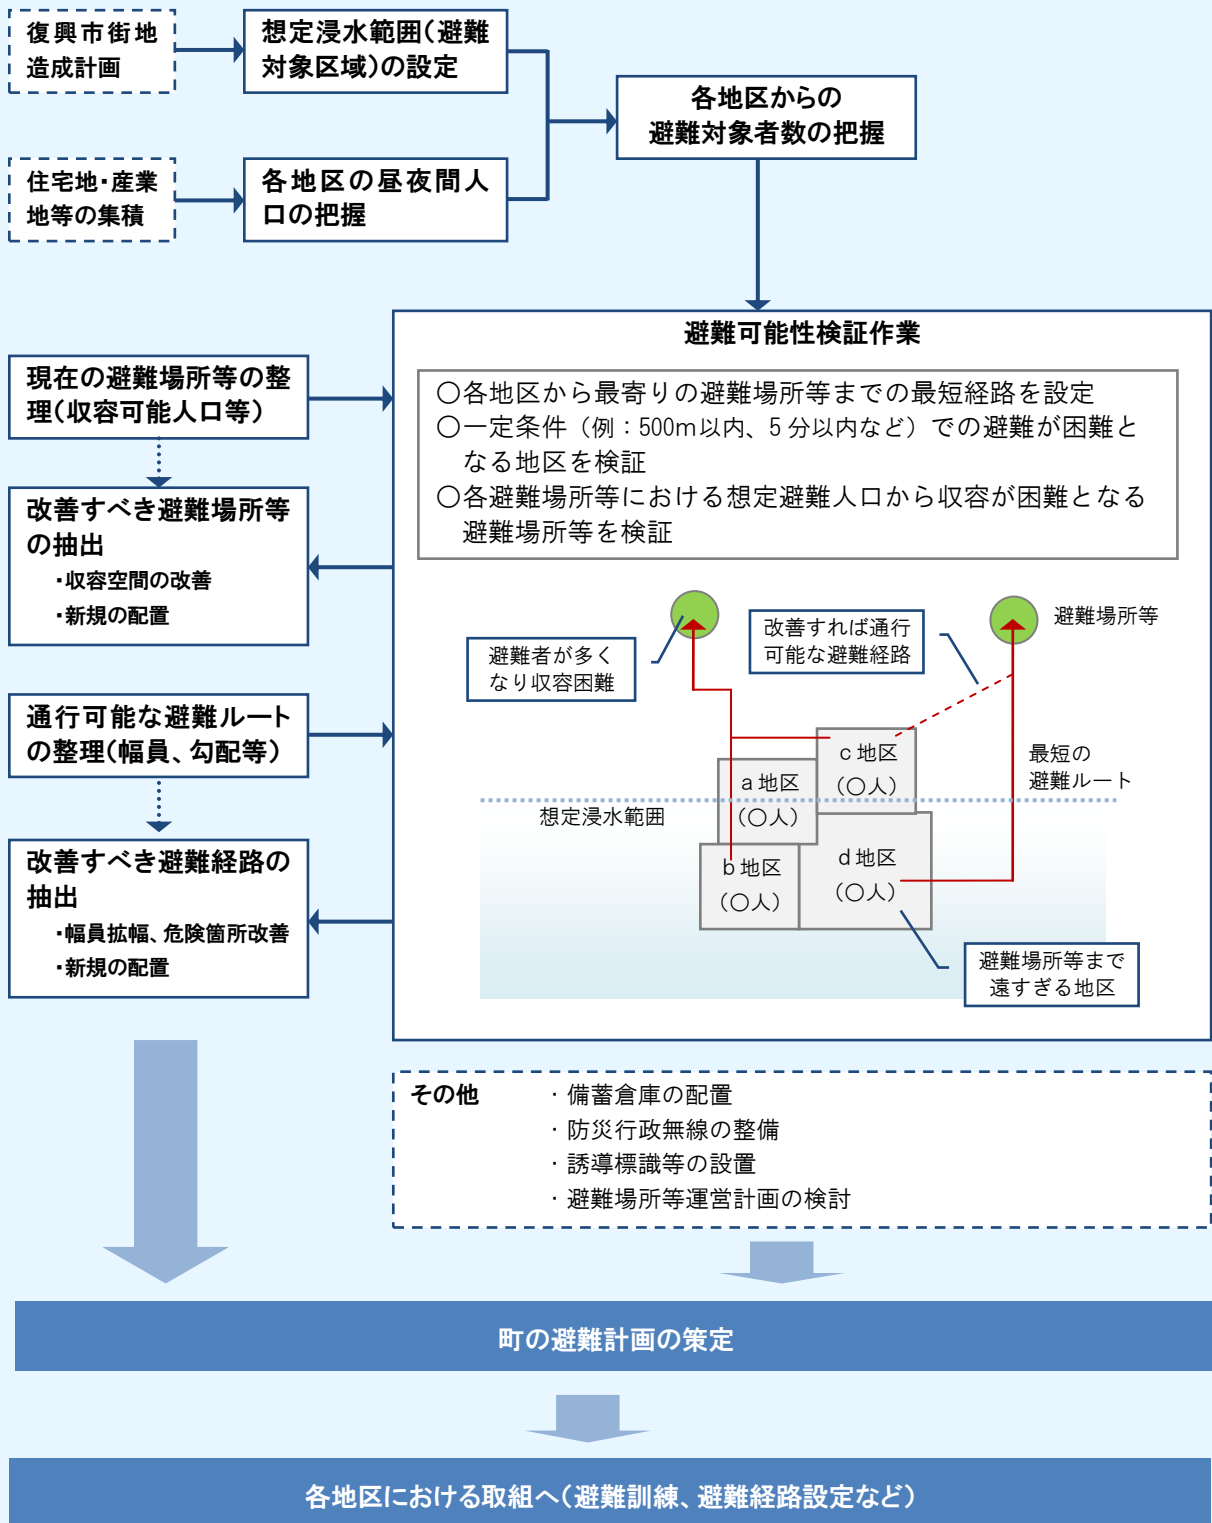 復興市街地
造成計画
想定浸水範囲(避難
対象区域)の設定
各地区からの
避難対象者数の把握
住宅地・産業
地等の集積
各地区の昼夜間人
口の把握
避難可能性検証作業
現在の避難場所等の整
理(収容可能人口等)
○各地区から最寄りの避難場所等までの最短経路を設定
○一定条件（例：500m以内、5分以内など）での避難が困難と
なる地区を検証
○各避難場所等における想定避難人口から収容が困難となる
避難場所等を検証
改善すべき避難場所等
の抽出
・収容空間の改善
・新規の配置
避難者が多く
なり収容困難
改善すれば通行
可能な避難経路
避難場所等
通行可能な避難ルート
の整理(幅員、勾配等)
c地区
(○人)
a地区
(○人)
最短の
避難ルート
想定浸水範囲
b地区
(○人)
d地区
(○人)
改善すべき避難経路の
抽出
・幅員拡幅、危険箇所改善
・新規の配置
避難場所等まで
遠すぎる地区
その他
・備蓄倉庫の配置
・防災行政無線の整備
・誘導標識等の設置
・避難場所等運営計画の検討
町の避難計画の策定
各地区における取組へ(避難訓練、避難経路設定など)